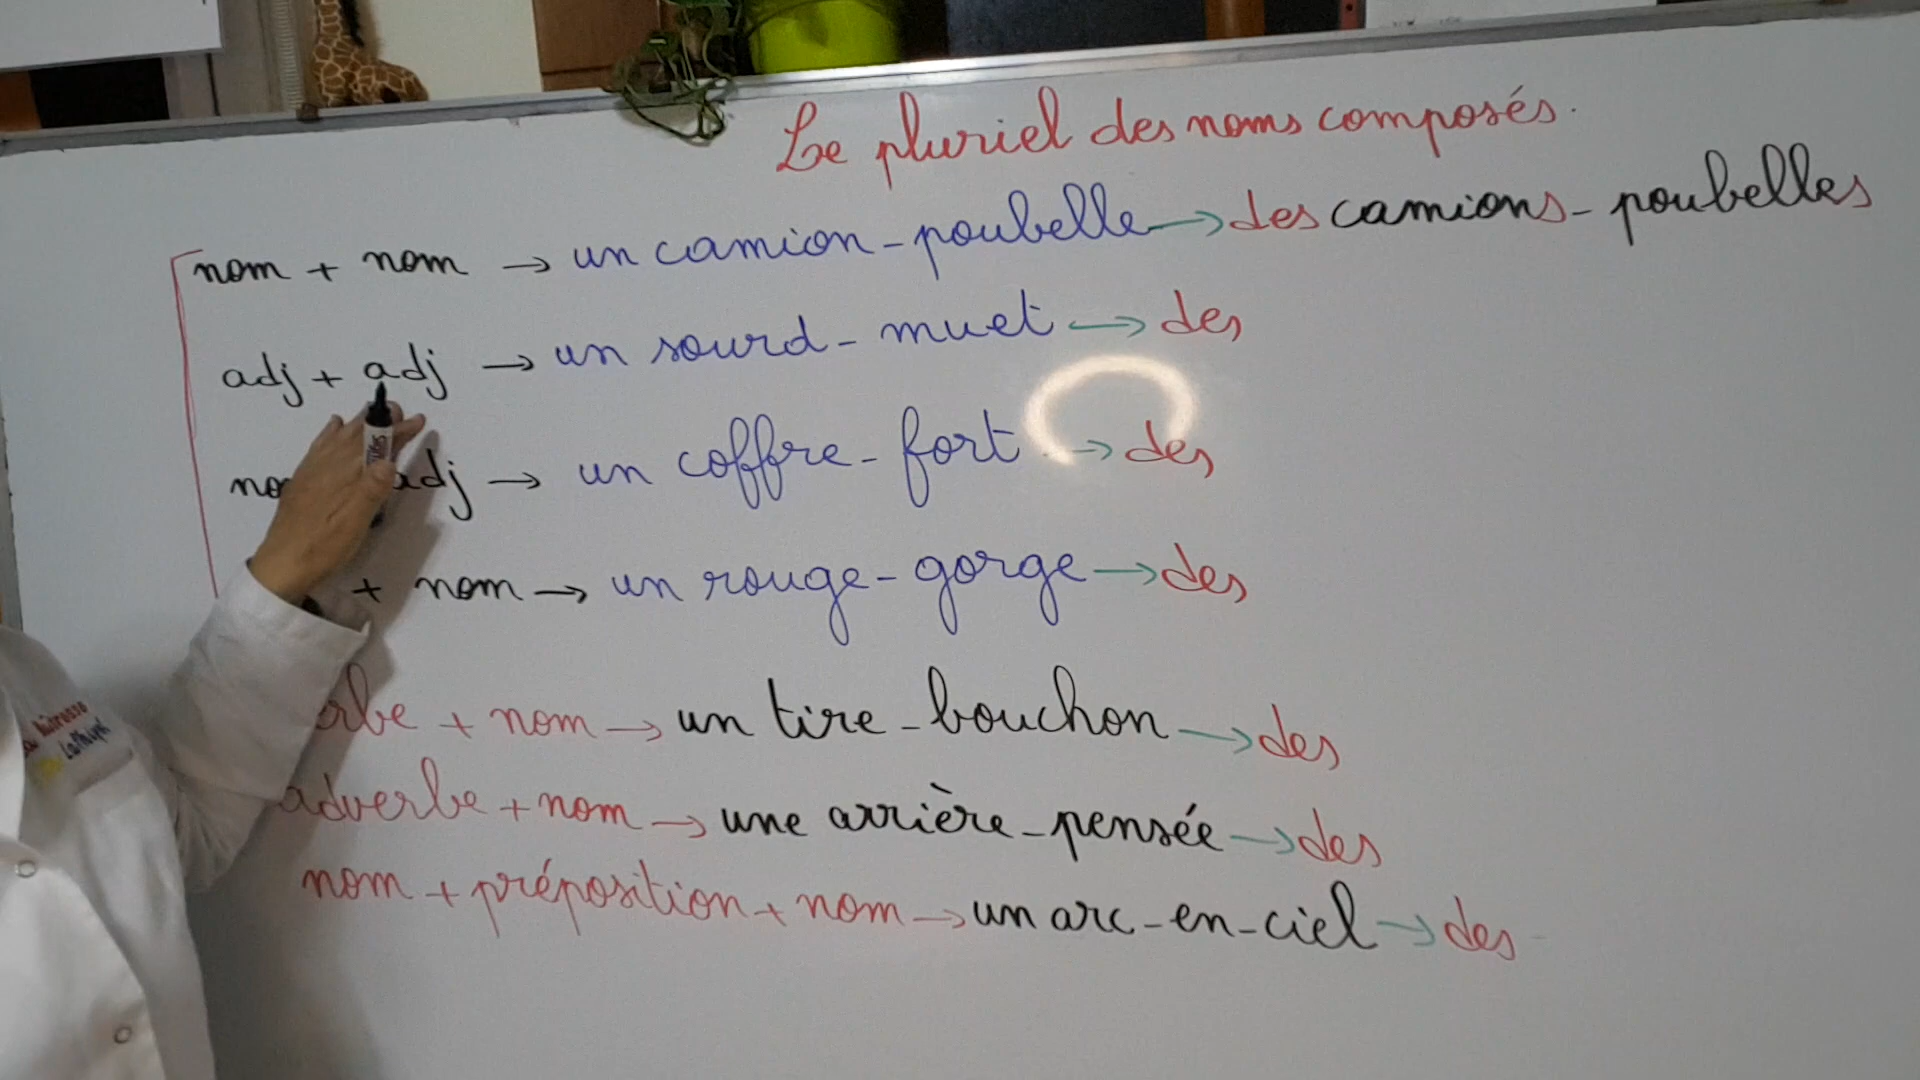 Le pluriel des noms composés.
nom + nom → un camion-poubelle → des camions-poubelles
adj + adj → un sourd-muet → des
adj → un coffre-fort → des
+ nom → un rouge-gorge → des
+ nom → un tire-bouchon → des
adverbe + nom → une arrière-pensée → des
nom + préposition + nom → un arc-en-ciel → des